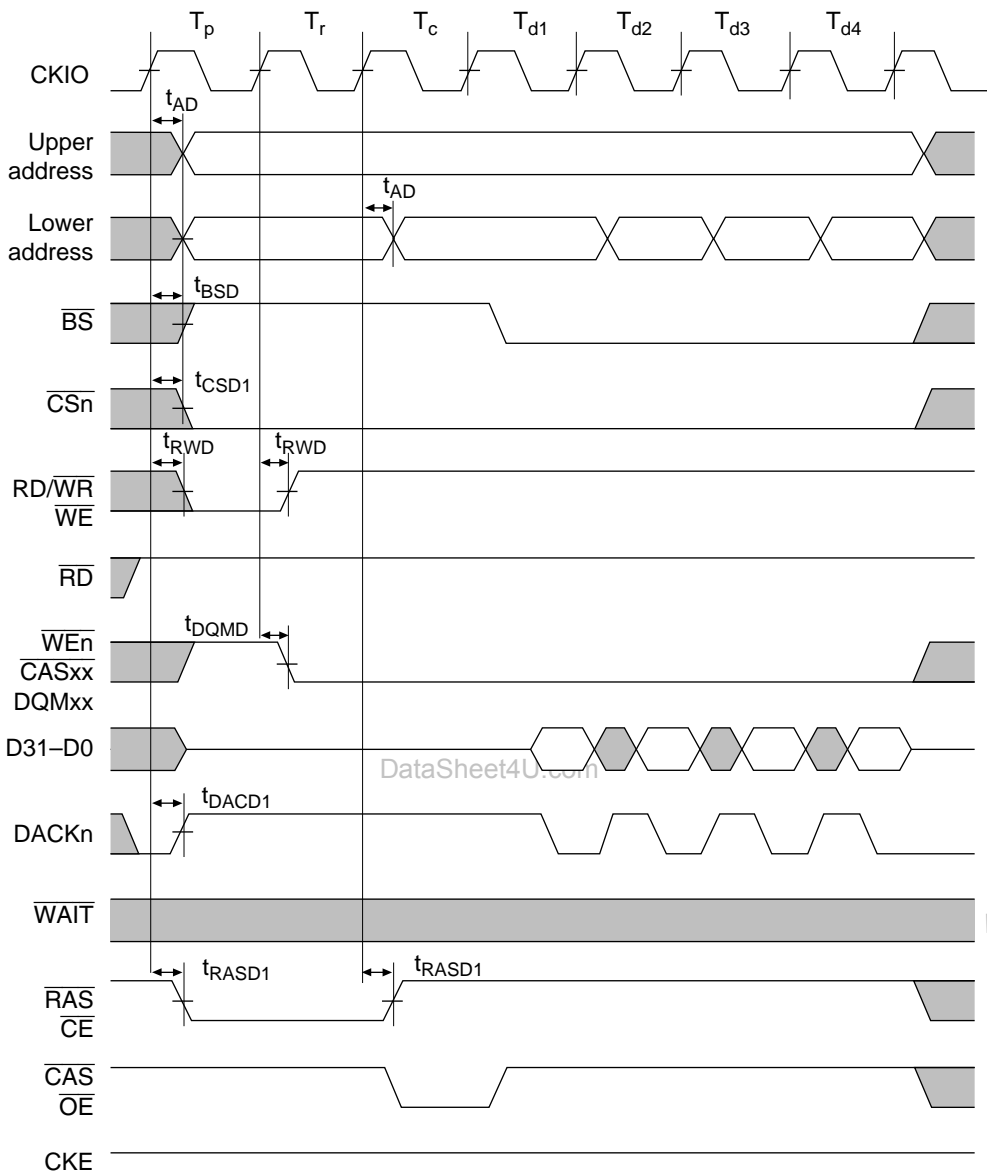 Tp Tr Tc Td1 Td2 Td3 Td4
CKIO
tAD
Upper
address
tAD
Lower
address
tBSD
BS
tCSD1
CSn
tRWD tRWD
RD/WR
WE
RD
tDQMD
WEn
CASxx
DQMxx
D31–D0
DataSheet4U.com
tDACD1
DACKn
WAIT
tRASD1 tRASD1
RAS
CE
CAS
OE
CKE